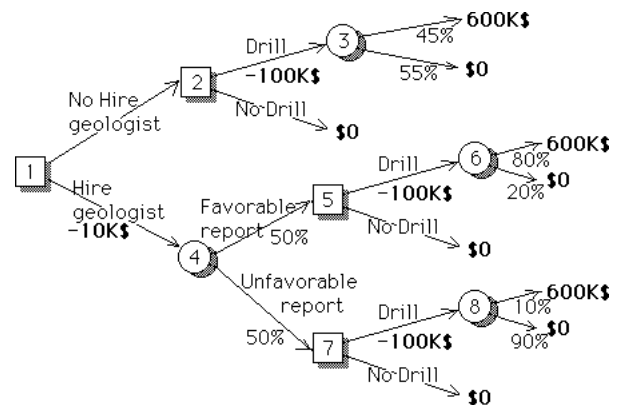 3
600K$
45%
Drill
-100K$
55%
$0
2
No Hire
geologist
No Drill
$0
1
Hire
geologist
-10K$
4
Favorable
report
50%
5
Drill
-100K$
6
600K$
80%
20%
$0
No Drill
$0
Unfavorable
report
50%
7
Drill
-100K$
8
600K$
10%
$0
90%
No Drill
$0